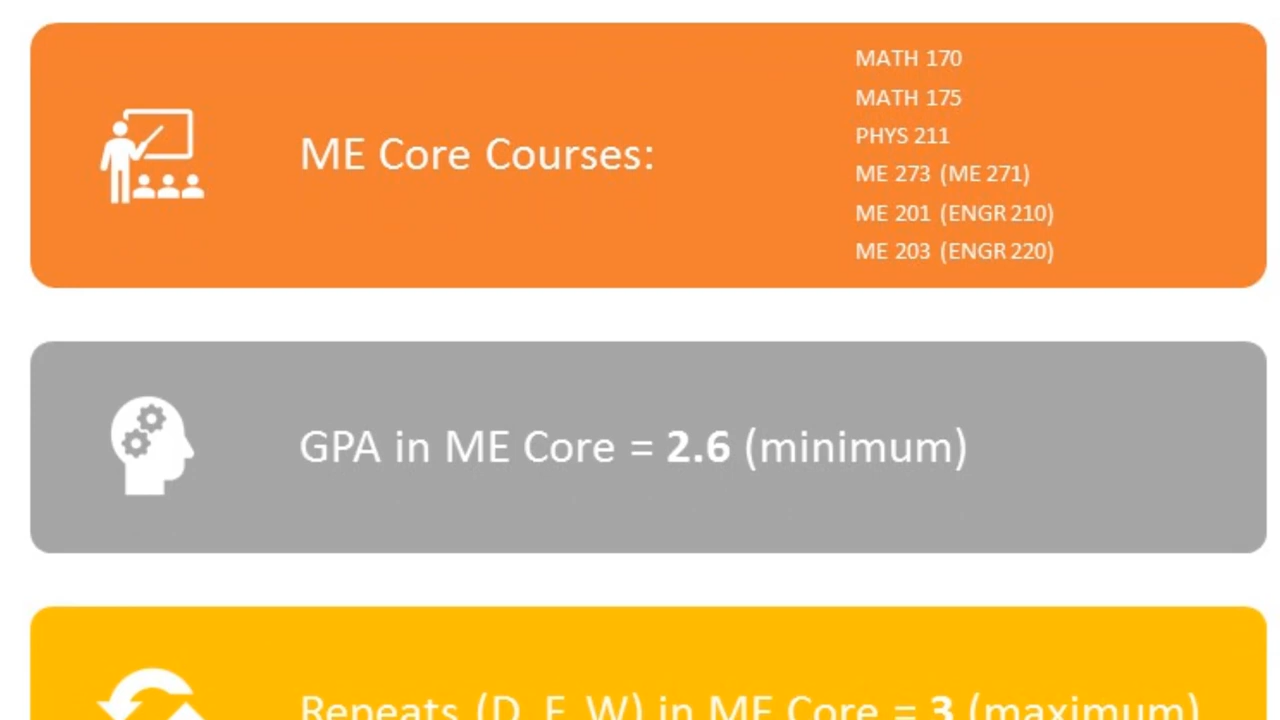 MATH 170
MATH 175
PHYS 211
ME Core Courses:
ME 273 (ME 271)
ME 201 (ENGR 210)
ME 203 (ENGR 220)
GPA in ME Core = 2.6 (minimum)
Repeats (D, F, W) in ME Core = 3 (maximum)